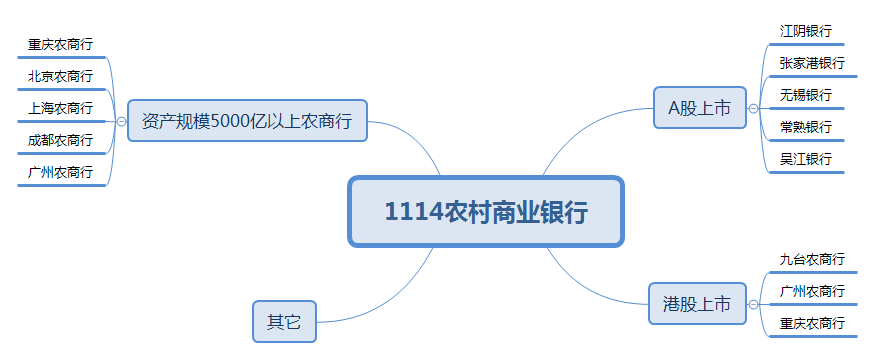 1114农村商业银行
资产规模5000亿以上农商行
重庆农商行
北京农商行
上海农商行
成都农商行
广州农商行
其它
A股上市
江阴银行
张家港银行
无锡银行
常熟银行
吴江银行
港股上市
九台农商行
广州农商行
重庆农商行